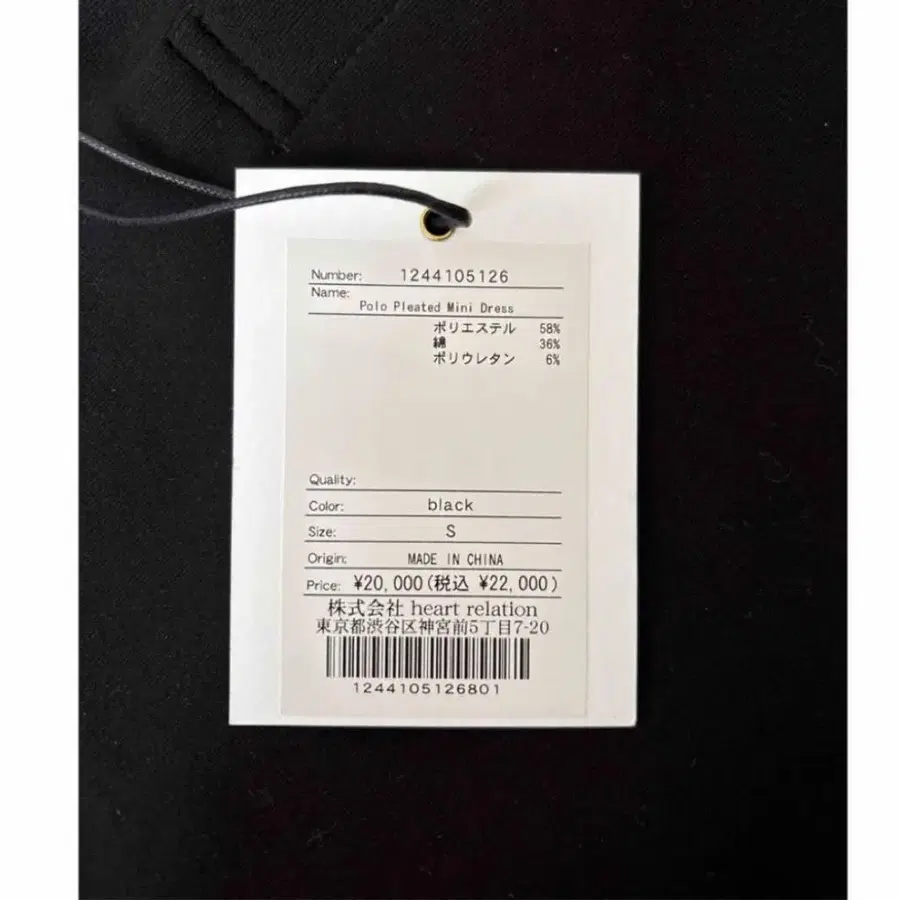 Number: 1244105126
Name:
Polo Pleated Mini Dress
ポリエステル 58%
綿 36%
ポリウレタン 6%
Quality:
Color: black
Size: S
Origin: MADE IN CHINA
Price: ¥20,000(税込 ¥22,000)
株式会社 heart relation
東京都渋谷区神宮前5丁目7-20
1244105126801